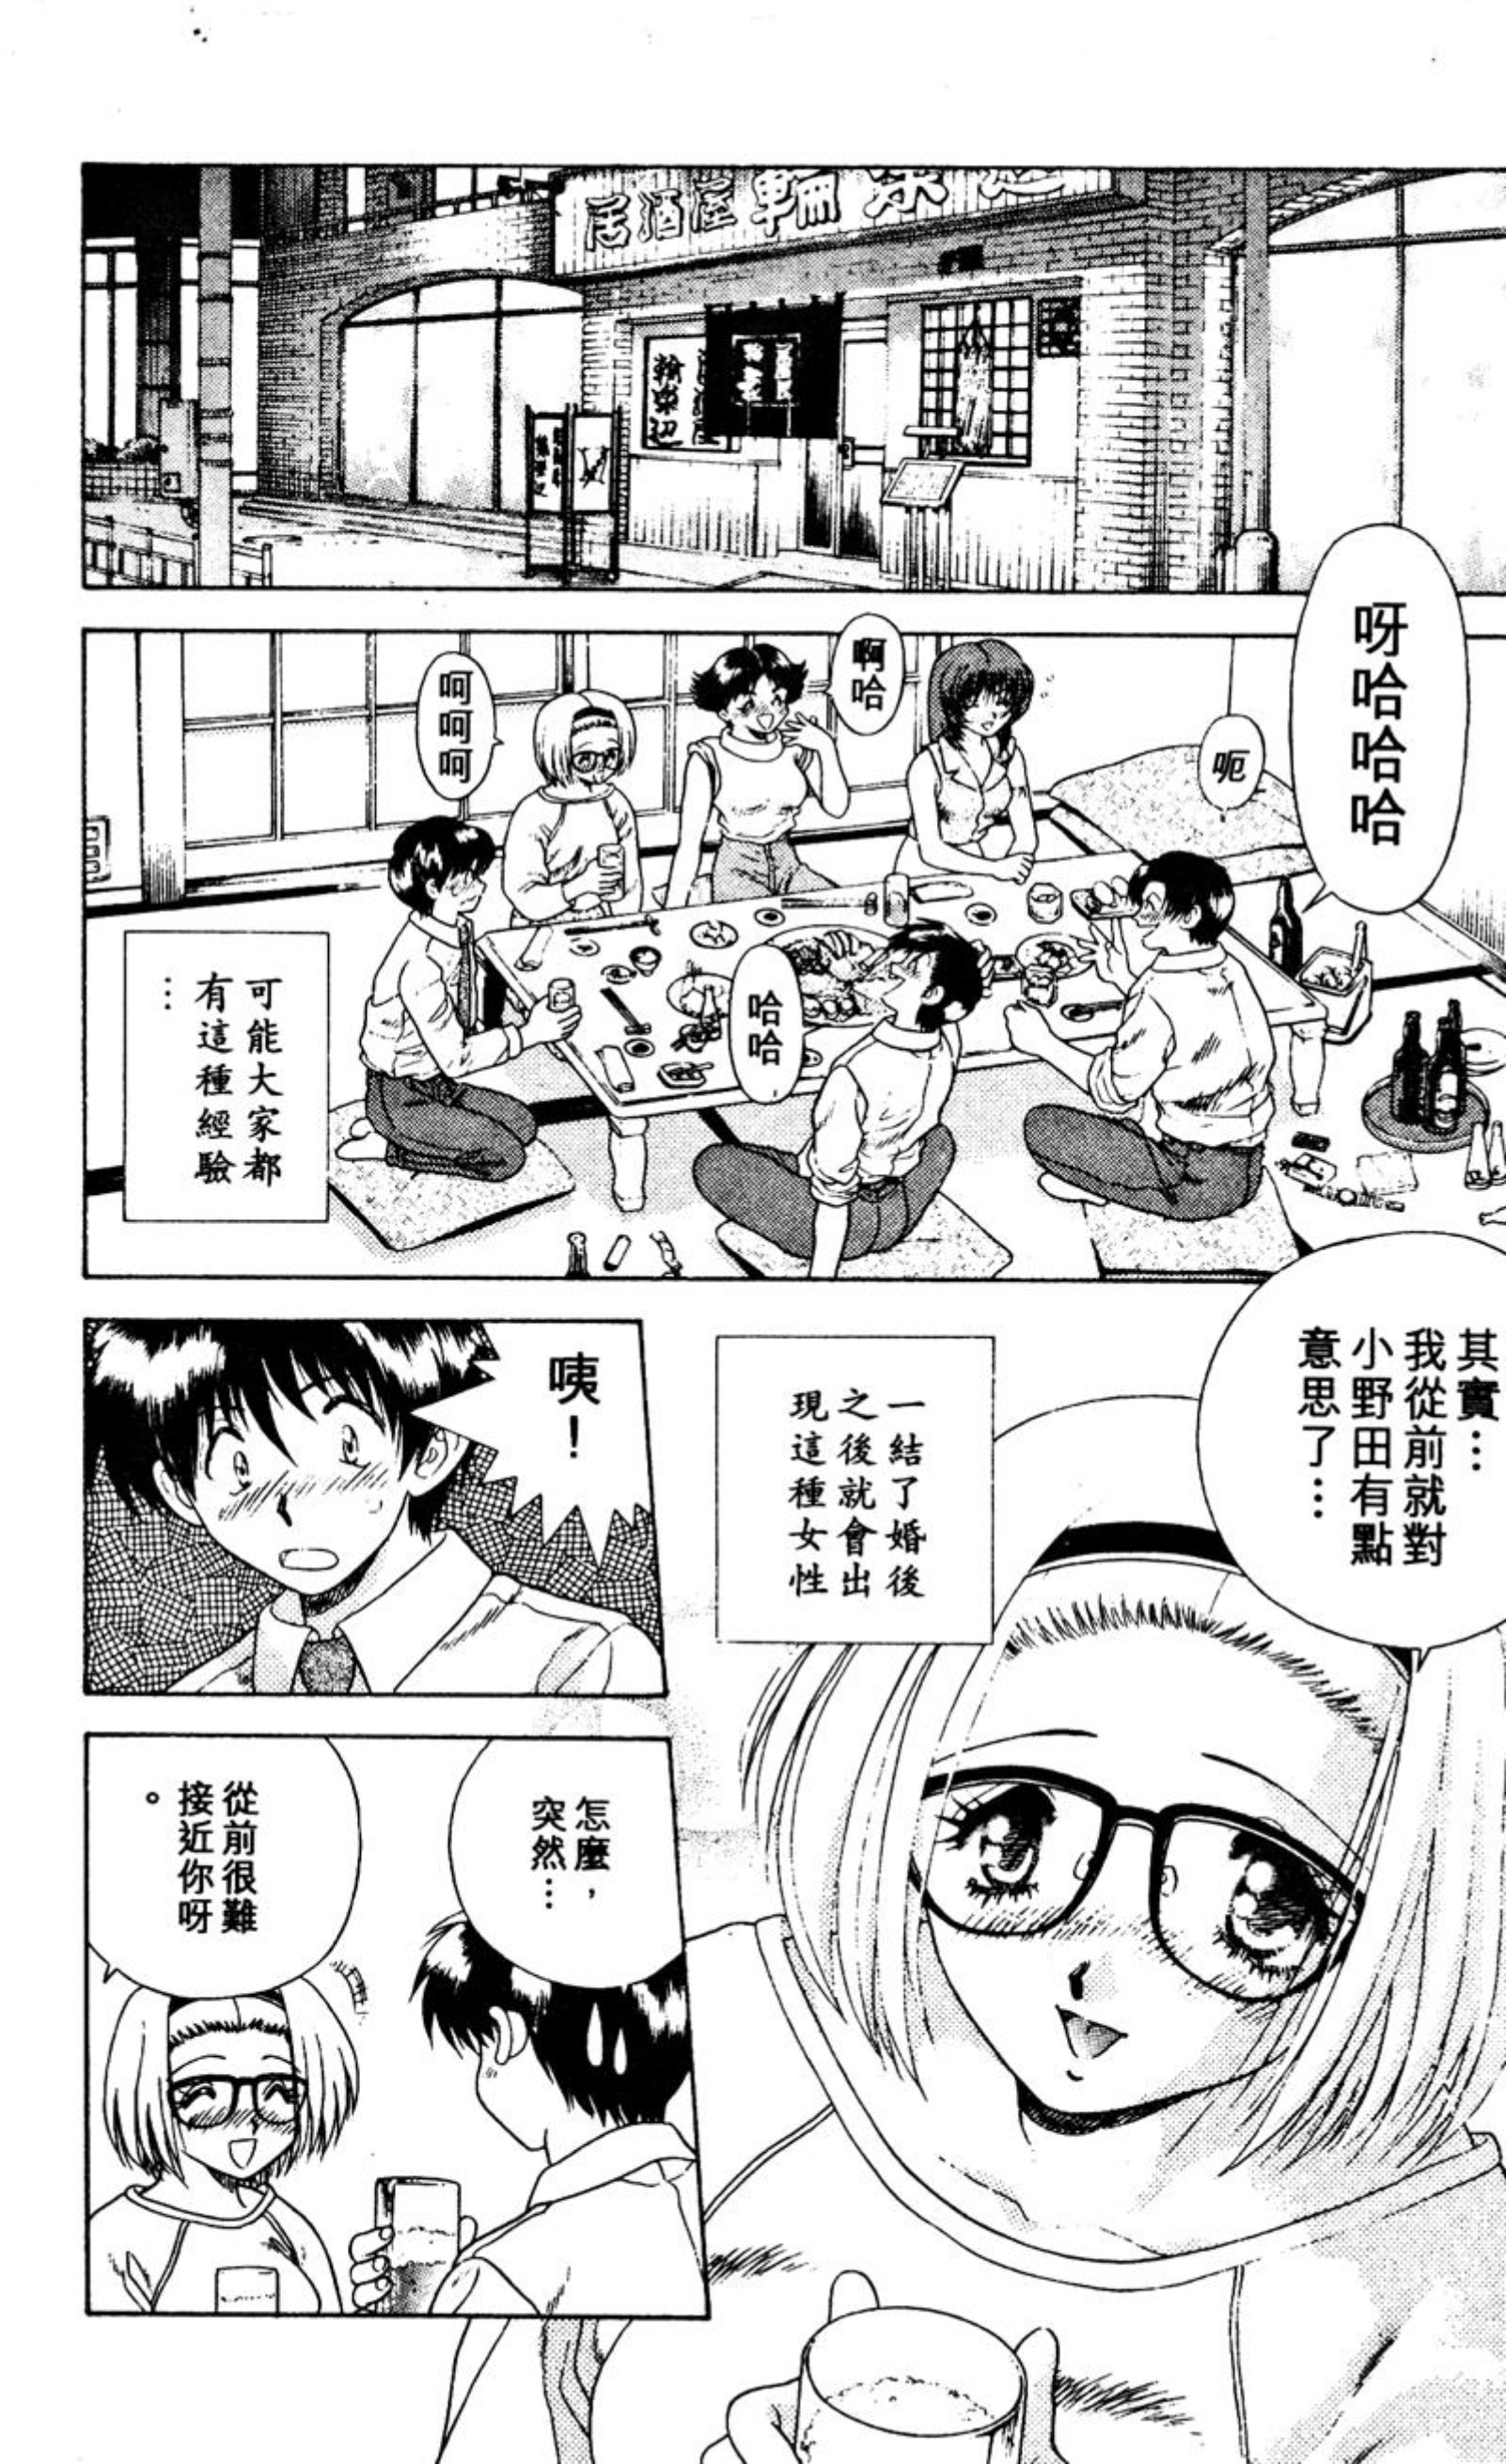 居酒屋 輪楽辺
呀哈哈哈
呃
啊哈
呵呵呵
哈哈
可能大家都
有這種經驗
…
其實…
我從前就對
小野田有點
意思了…
一結了婚後
之後就會出
現這種女性
咦！
怎麼，
突然…
從前很難
接近你呀
。